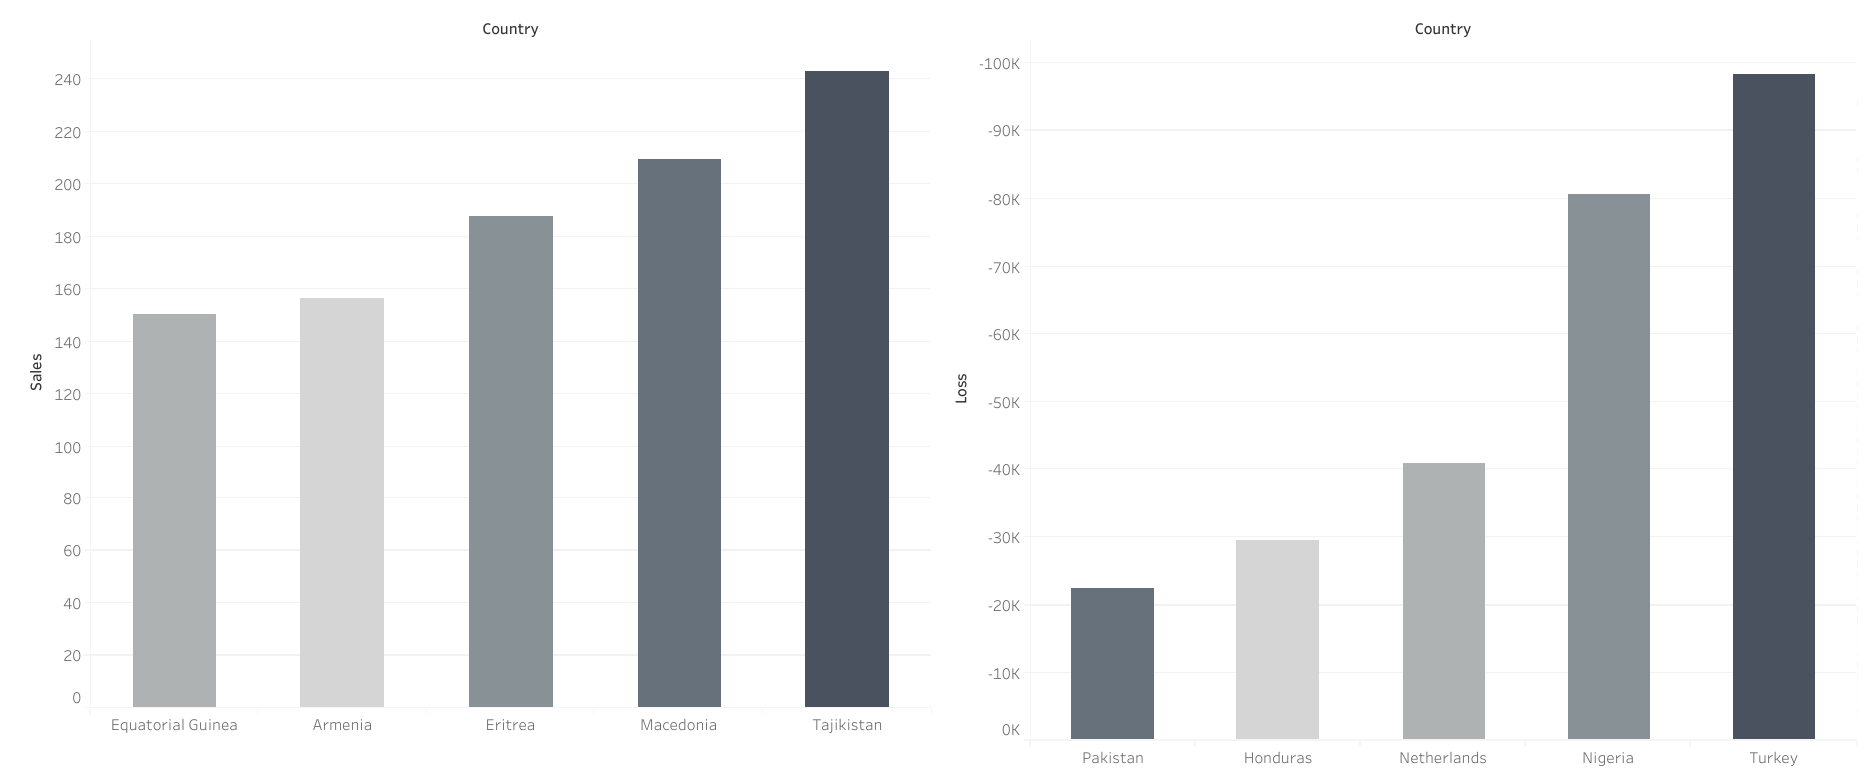 Country
240
220
200
180
160
140
120
100
80
60
40
20
0
Sales
Equatorial Guinea Armenia Eritrea Macedonia Tajikistan
Country
-100K
-90K
-80K
-70K
-60K
-50K
-40K
-30K
-20K
-10K
0K
Loss
Pakistan Honduras Netherlands Nigeria Turkey